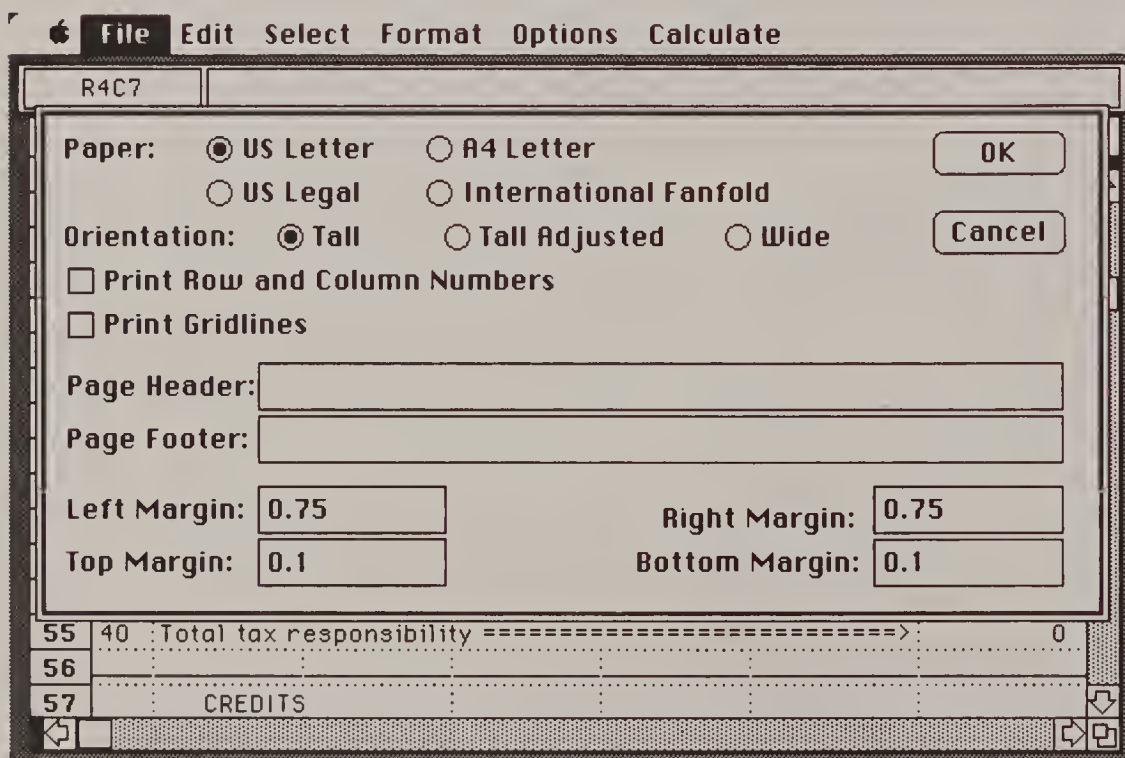 File Edit Select Format Options Calculate
R4C7
Paper: US Letter A4 Letter OK
US Legal International Fanfold
Orientation: Tall Tall Adjusted Wide Cancel
Print Row and Column Numbers
Print Gridlines
Page Header:
Page Footer:
Left Margin: 0.75 Right Margin: 0.75
Top Margin: 0.1 Bottom Margin: 0.1
55 40 :Total tax responsibility ===========================>: 0
56
57 CREDITS